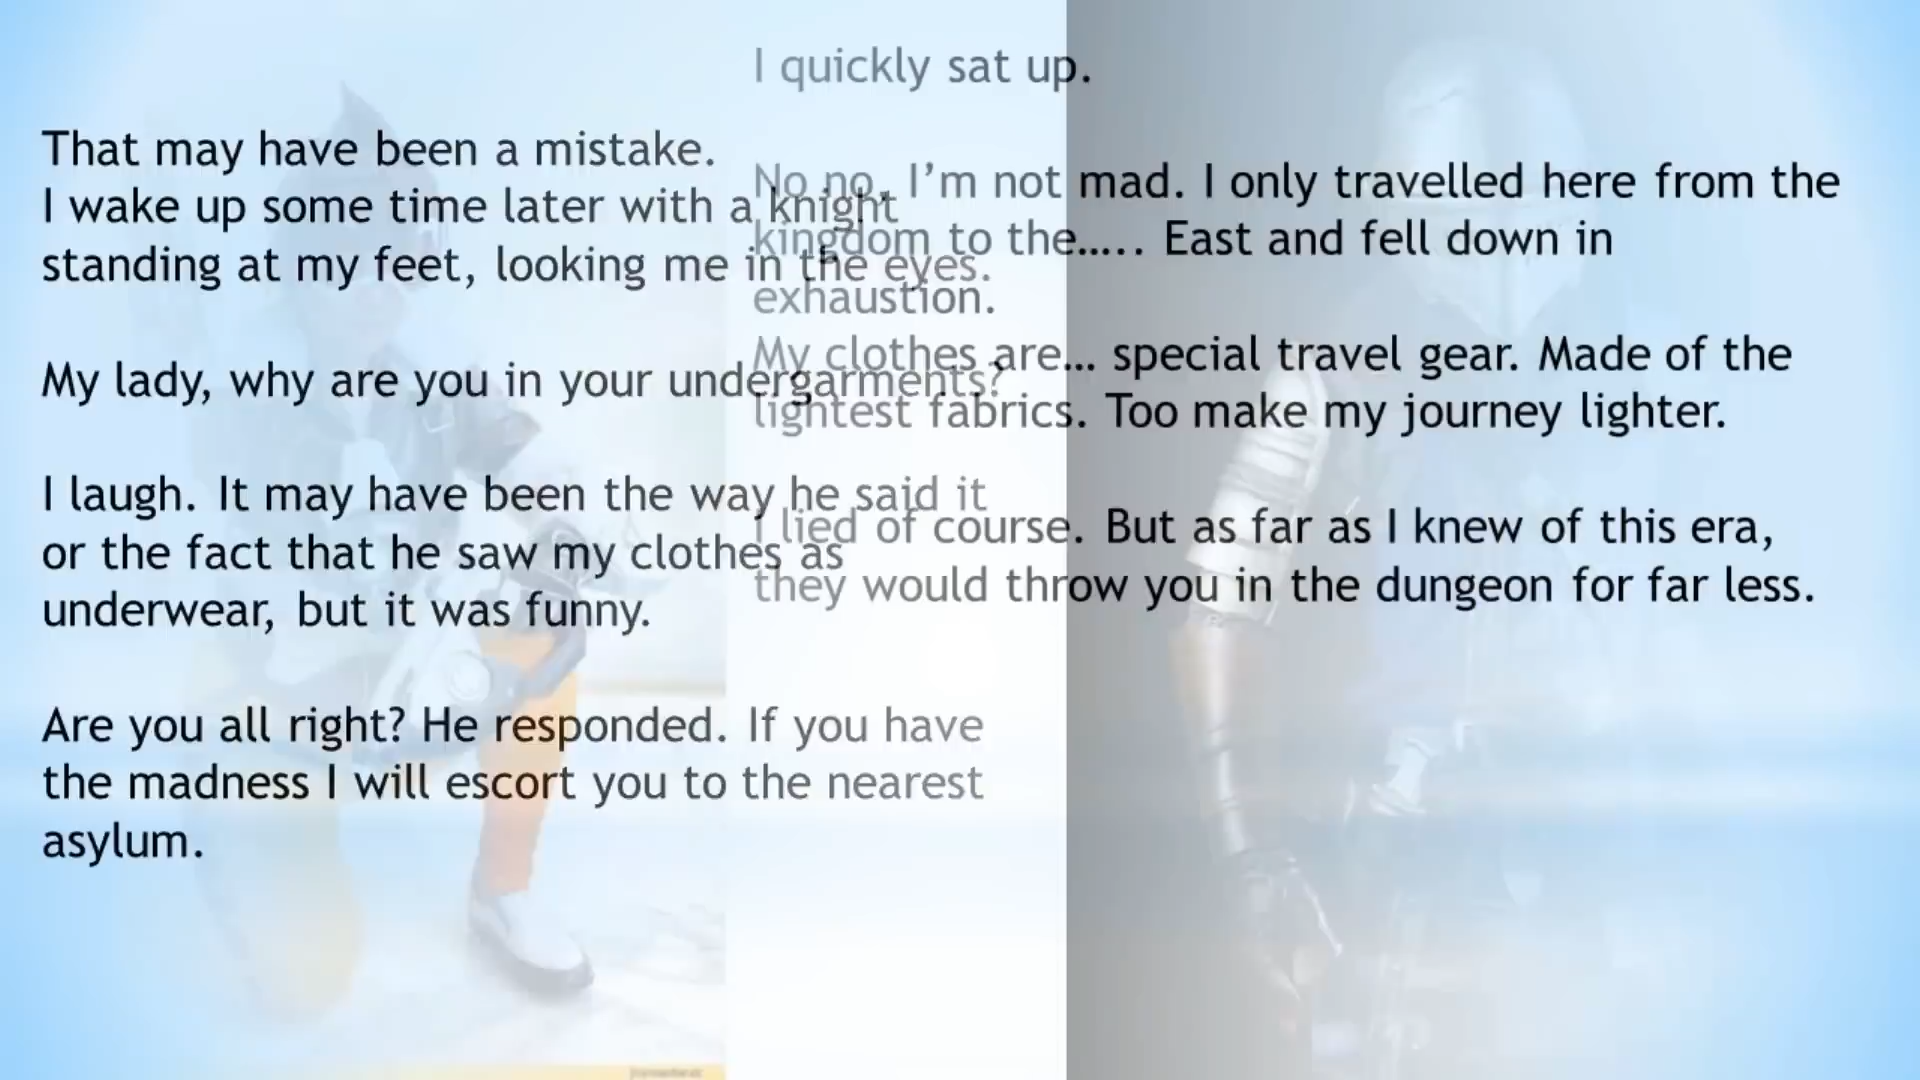 That may have been a mistake.
I wake up some time later with a knight
standing at my feet, looking me in the eyes.
My lady, why are you in your undergarments?
I laugh. It may have been the way he said it
or the fact that he saw my clothes as
underwear, but it was funny.
Are you all right? He responded. If you have
the madness I will escort you to the nearest
asylum.
I quickly sat up.
No no, I’m not mad. I only travelled here from the
kingdom to the….. East and fell down in
exhaustion.
My clothes are… special travel gear. Made of the
lightest fabrics. Too make my journey lighter.
I lied of course. But as far as I knew of this era,
they would throw you in the dungeon for far less.